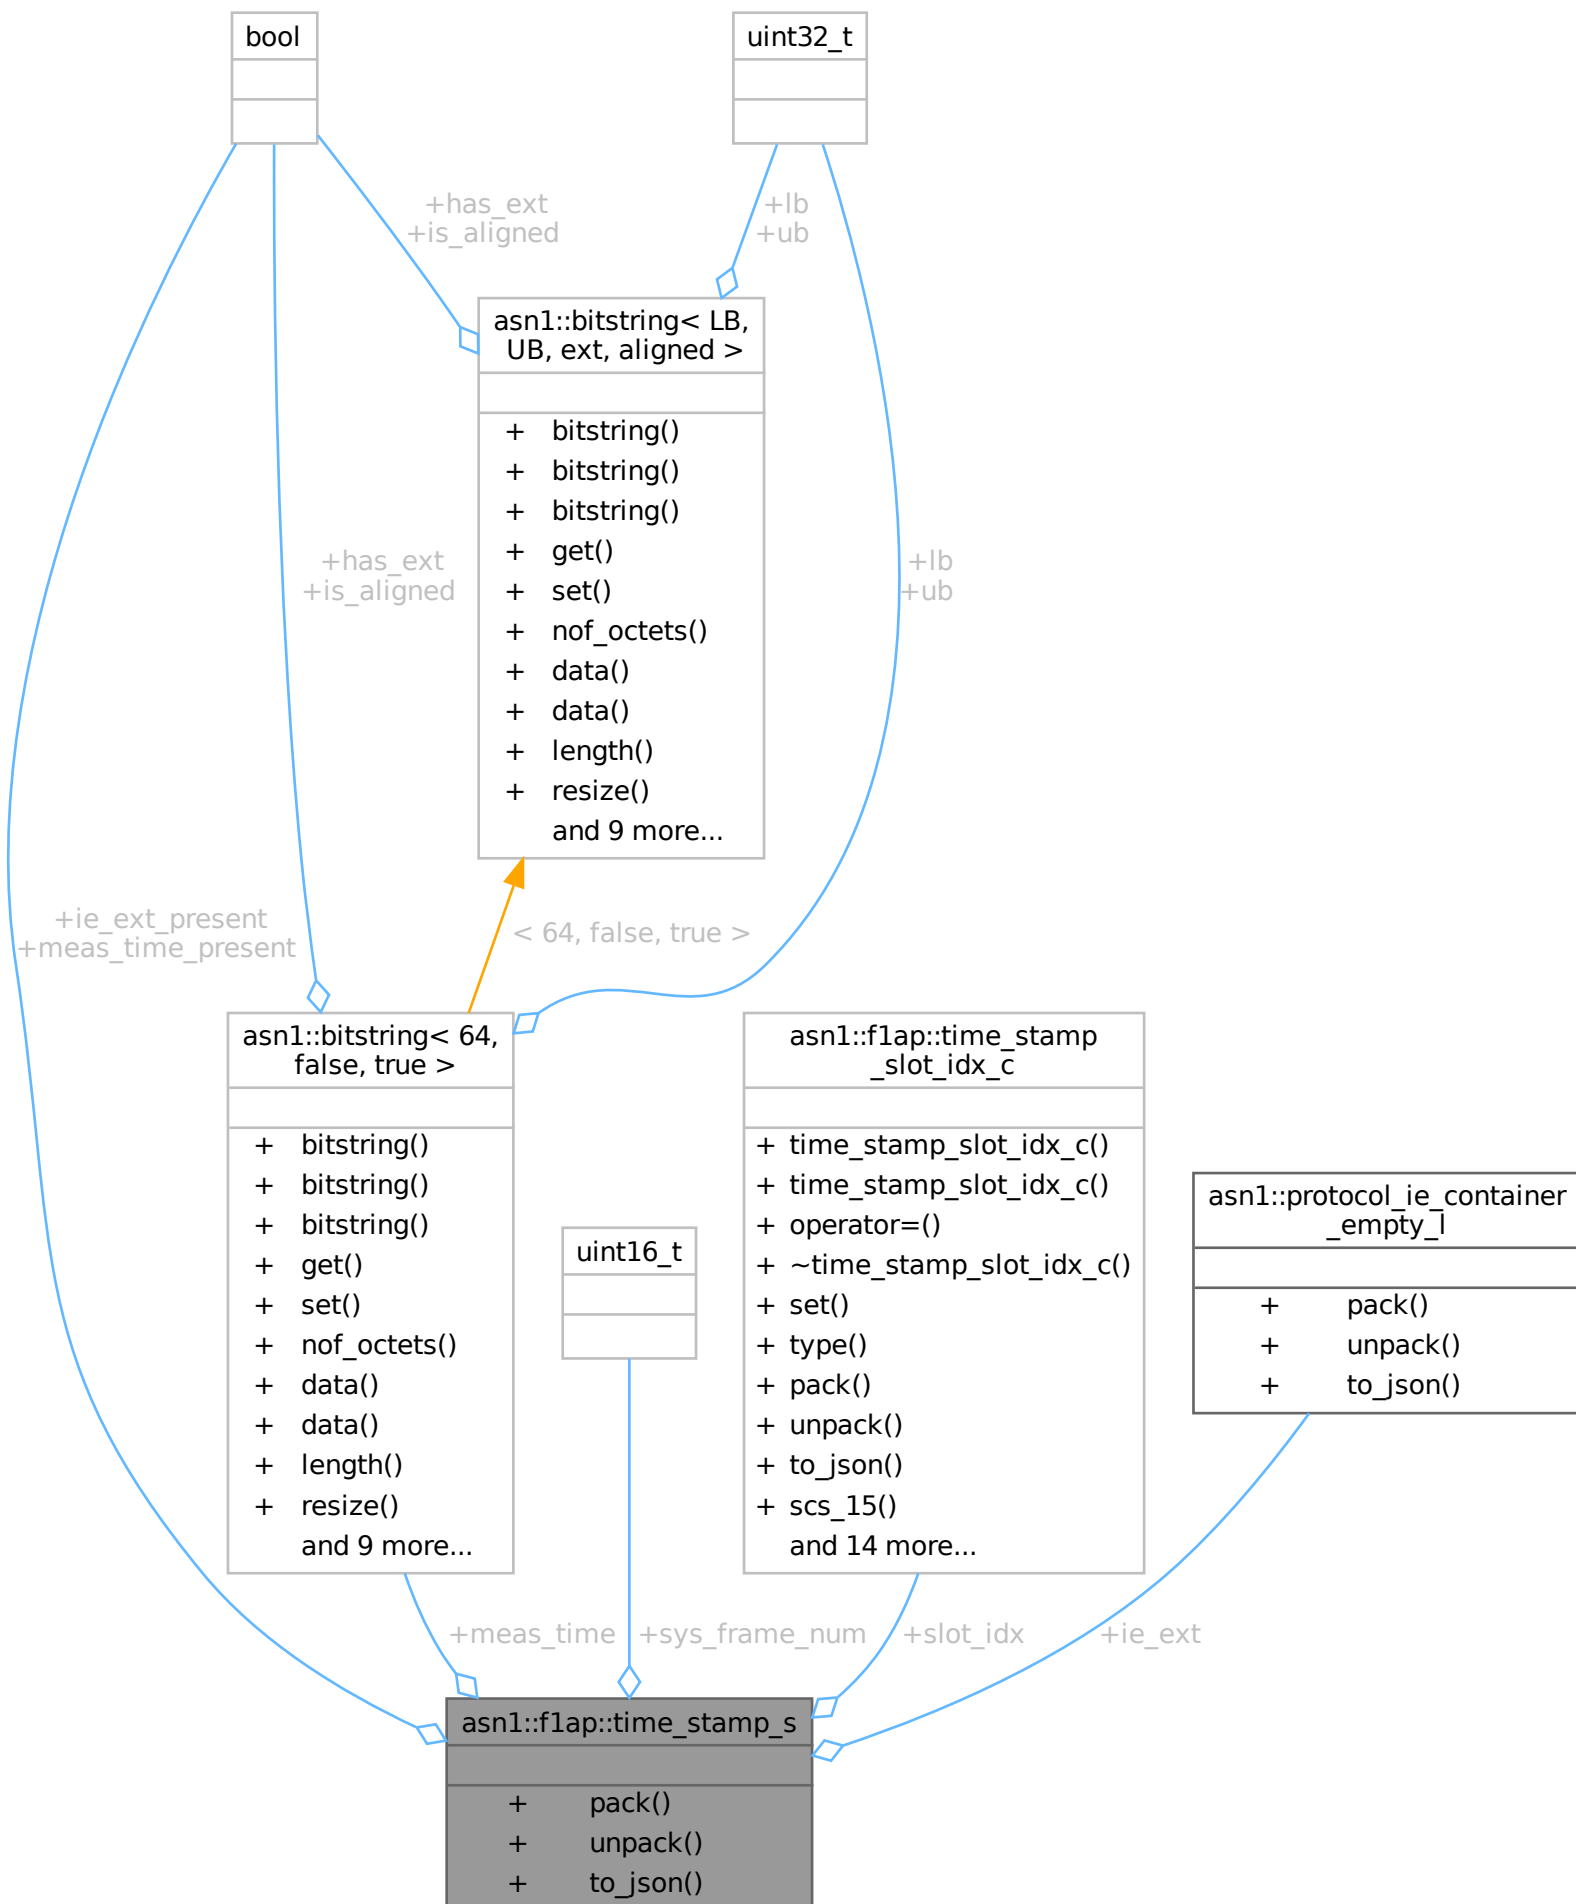 bool
uint32_t
+has_ext
+is_aligned
+lb
+ub
asn1::bitstring< LB,
UB, ext, aligned >
+ bitstring()
+ bitstring()
+ bitstring()
+ get()
+ set()
+ nof_octets()
+ data()
+ data()
+ length()
+ resize()
and 9 more...
+has_ext
+is_aligned
+lb
+ub
+ie_ext_present
+meas_time_present
< 64, false, true >
asn1::bitstring< 64,
false, true >
+ bitstring()
+ bitstring()
+ bitstring()
+ get()
+ set()
+ nof_octets()
+ data()
+ data()
+ length()
+ resize()
and 9 more...
uint16_t
asn1::f1ap::time_stamp
_slot_idx_c
+ time_stamp_slot_idx_c()
+ time_stamp_slot_idx_c()
+ operator=()
+ ~time_stamp_slot_idx_c()
+ set()
+ type()
+ pack()
+ unpack()
+ to_json()
+ scs_15()
and 14 more...
asn1::protocol_ie_container
_empty_l
+ pack()
+ unpack()
+ to_json()
+meas_time
+sys_frame_num
+slot_idx
+ie_ext
asn1::f1ap::time_stamp_s
+ pack()
+ unpack()
+ to_json()